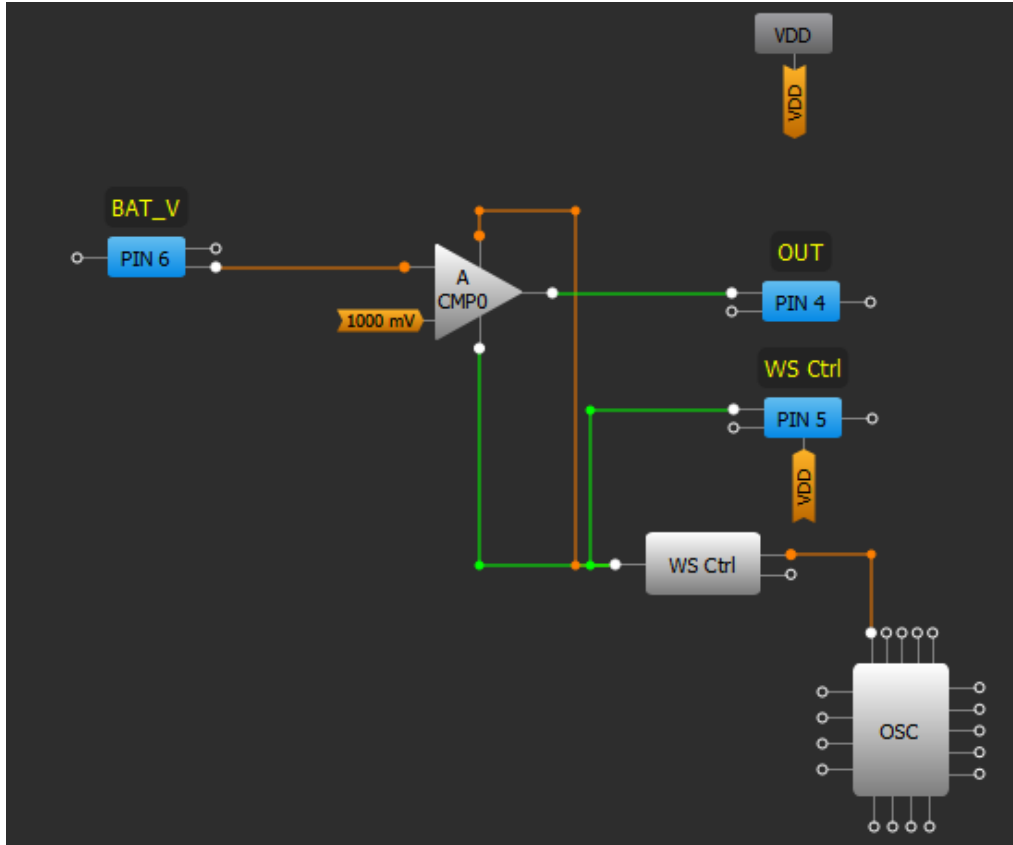 VDD
VDD
BAT_V
PIN 6
A
CMP0
1000 mV
OUT
PIN 4
WS Ctrl
PIN 5
VDD
WS Ctrl
OSC